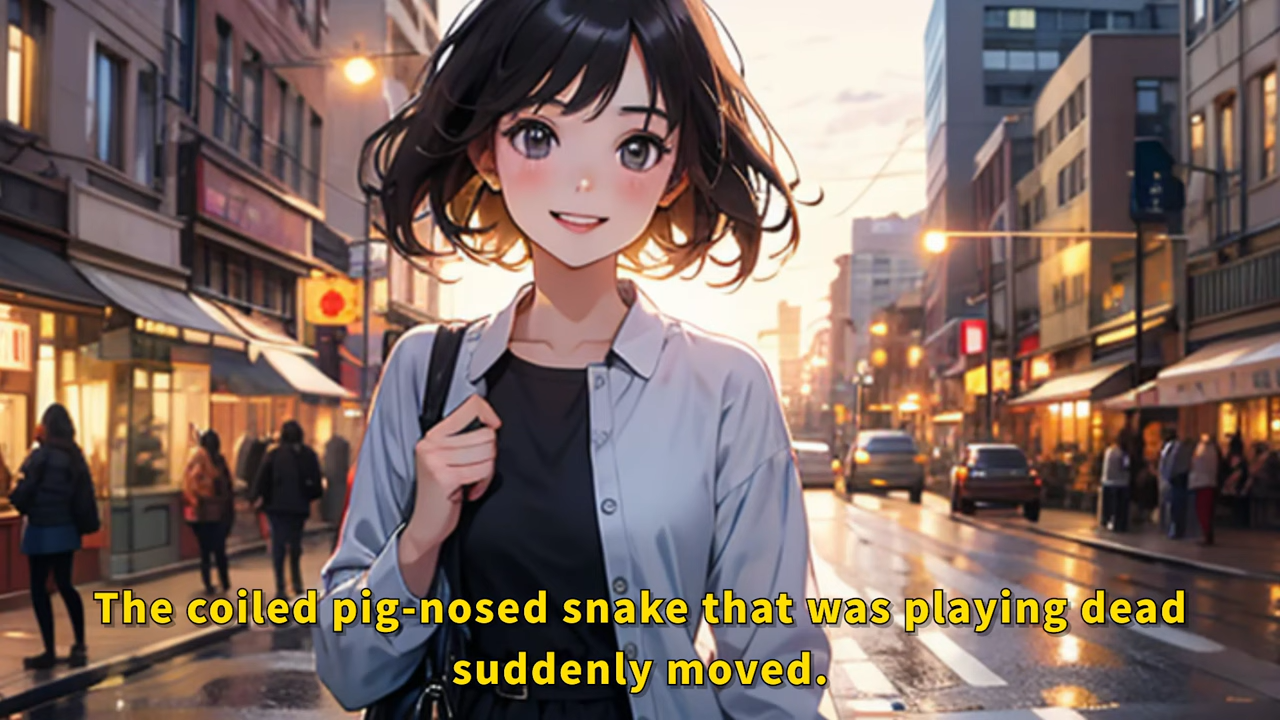 The coiled pig-nosed snake that was playing dead
suddenly moved.